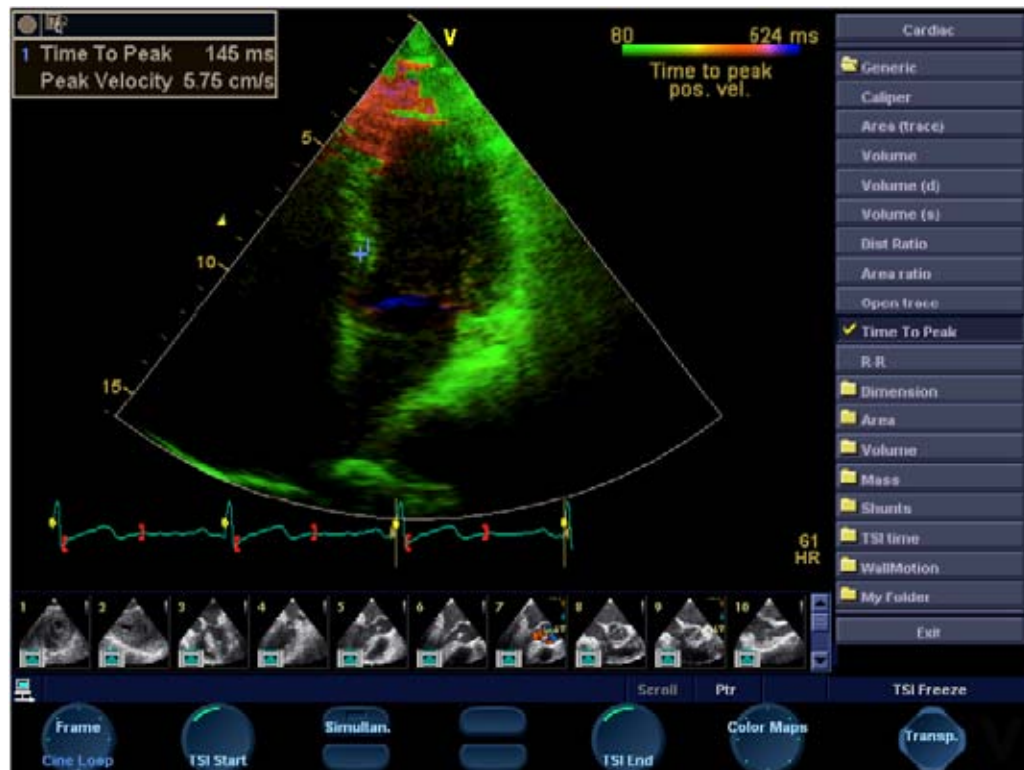 1 Time To Peak 145 ms
Peak Velocity 5.75 cm/s
V
80 524 ms
Time to peak
pos. vel.
5
10
15
61
HR
1 2 3 4 5 6 7 8 9 10
Cardiac
Generic
Caliper
Area (trace)
Volume
Volume (d)
Volume (s)
Dist Ratio
Area ratio
Open trace
Time To Peak
R-R
Dimension
Area
Volume
Mass
Shunts
TSI time
WallMotion
My Folder
Exit
Scroll Ptr TSI Freeze
Frame
Cine Loop
TSI Start
Simultan.
TSI End
Color Maps
Transp.